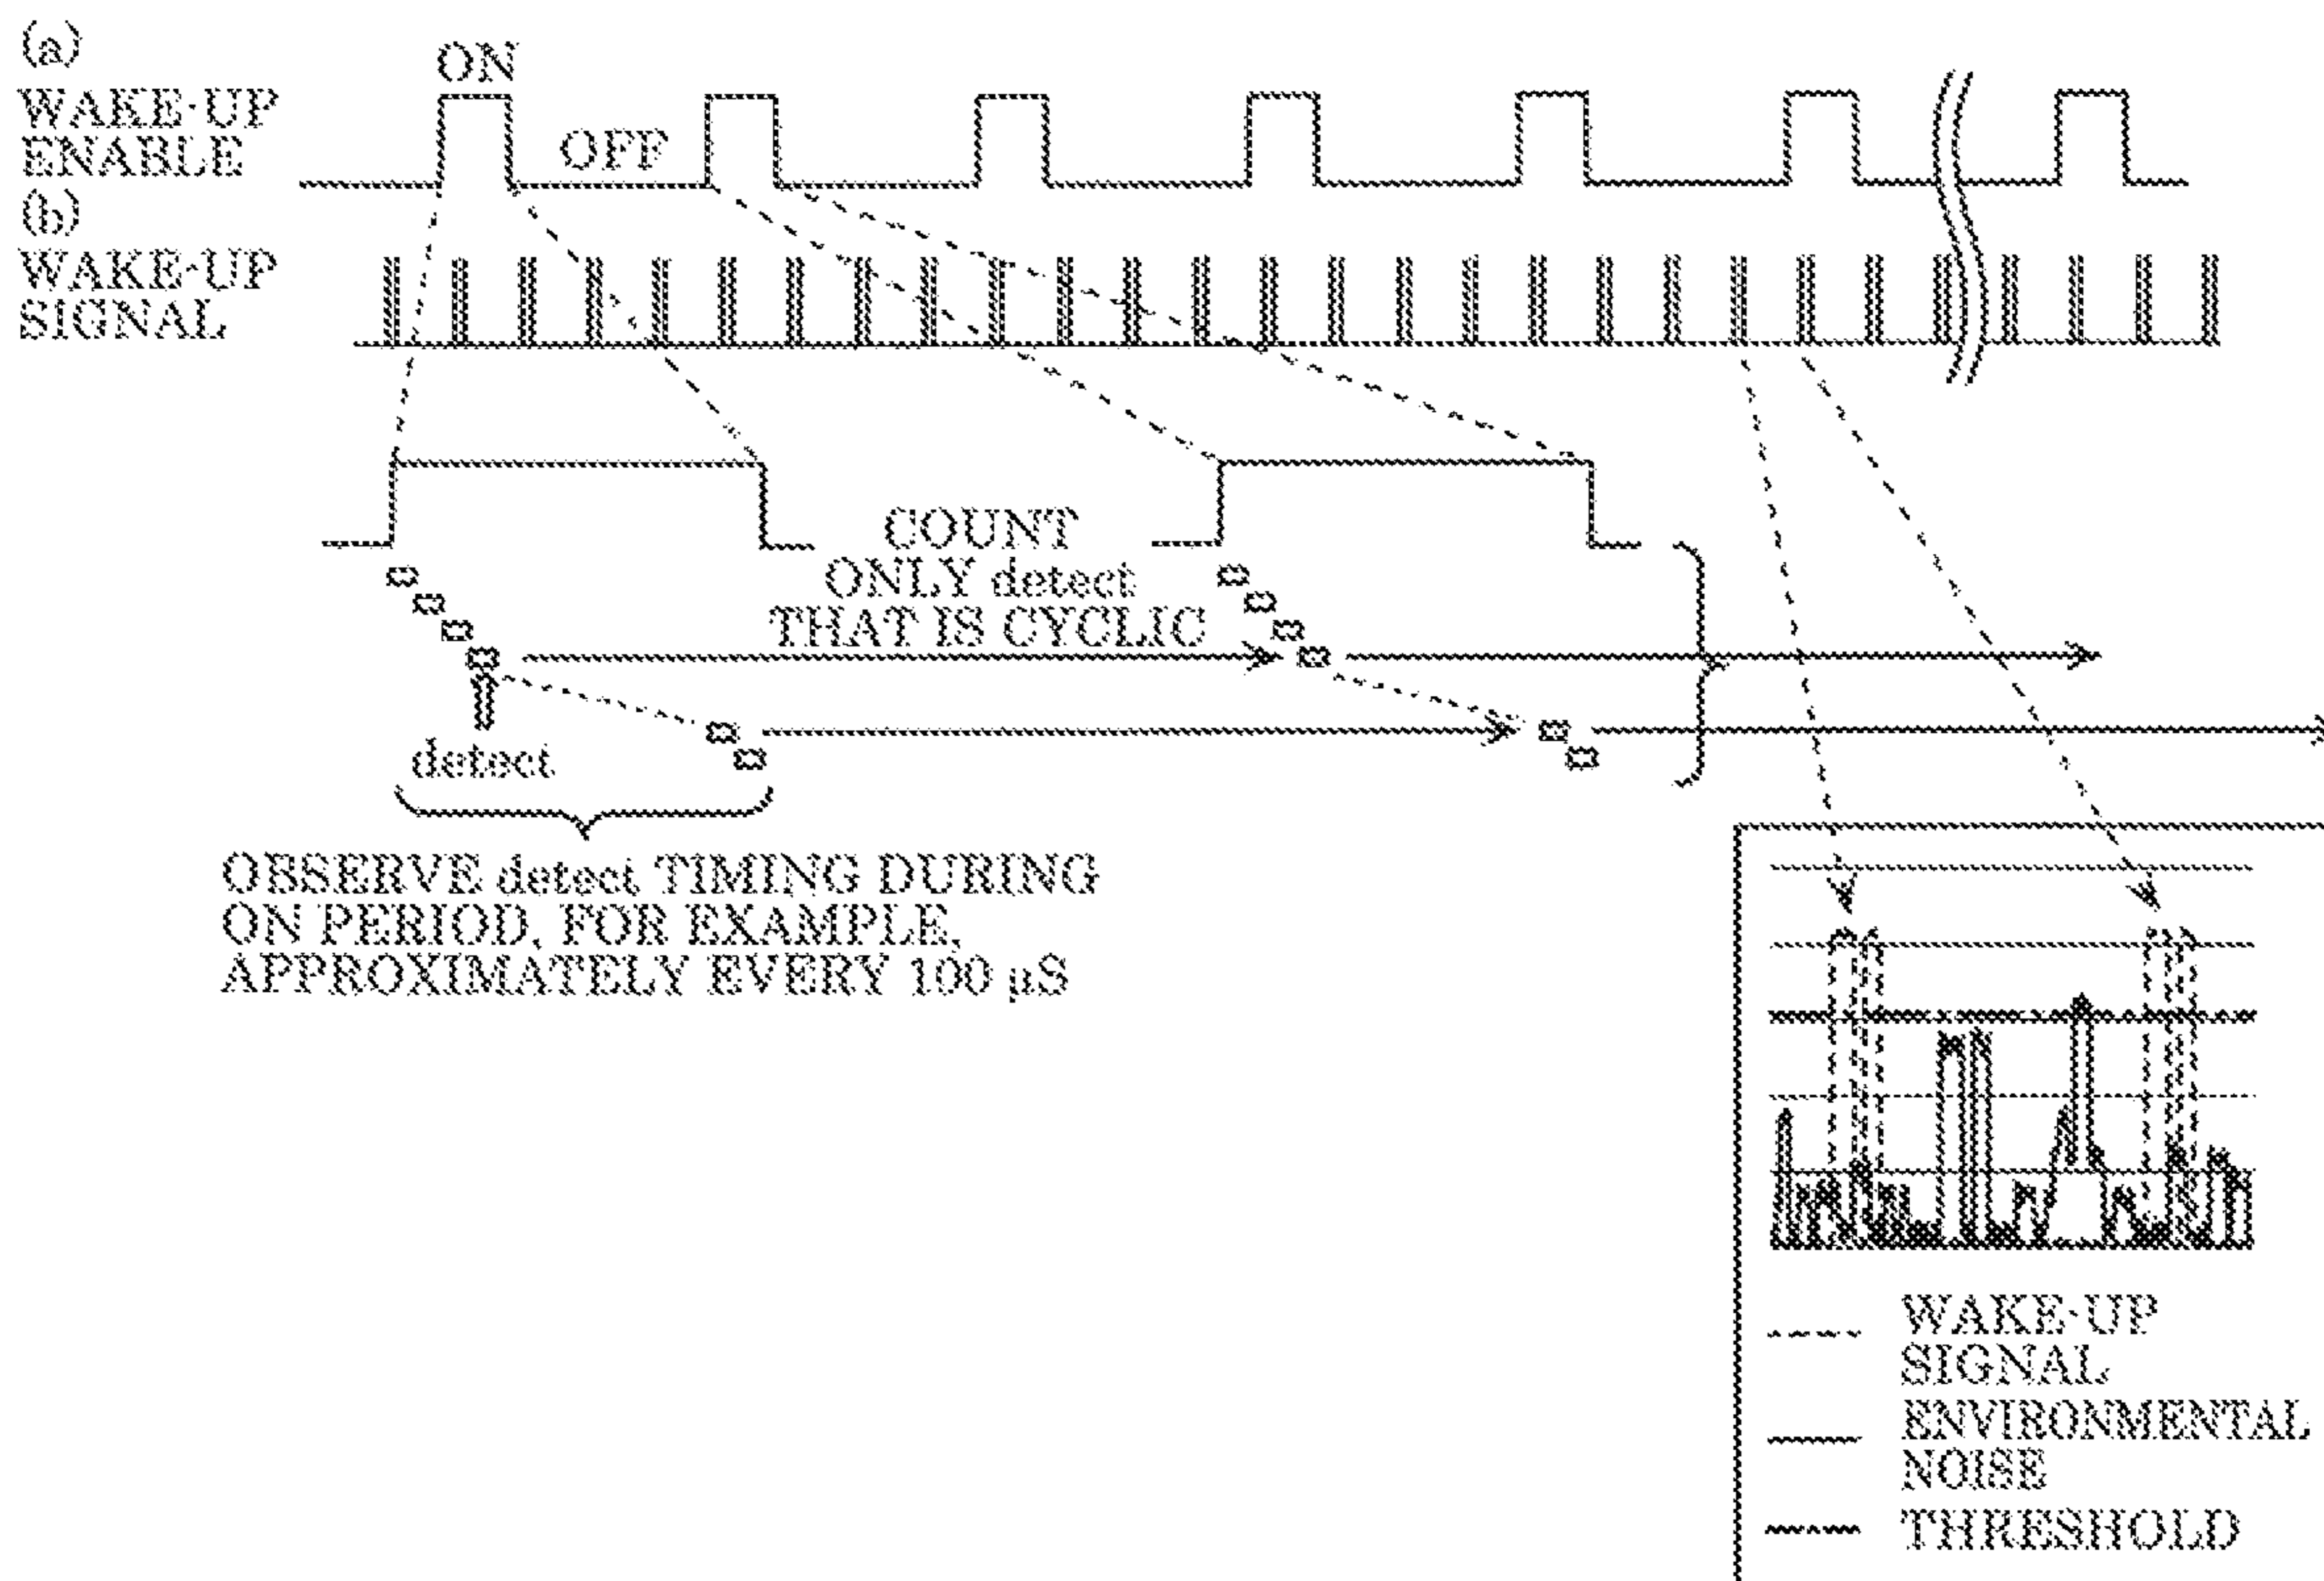 (a)
ON
WAKE-UP
ENABLE
OFF
(b)
WAKE-UP
SIGNAL
COUNT
ONLY detect
THAT IS CYCLIC
detect
OBSERVE detect TIMING DURING
ON PERIOD, FOR EXAMPLE,
APPROXIMATELY EVERY 100 μS
WAKE-UP
SIGNAL
ENVIRONMENTAL
NOISE
THRESHOLD